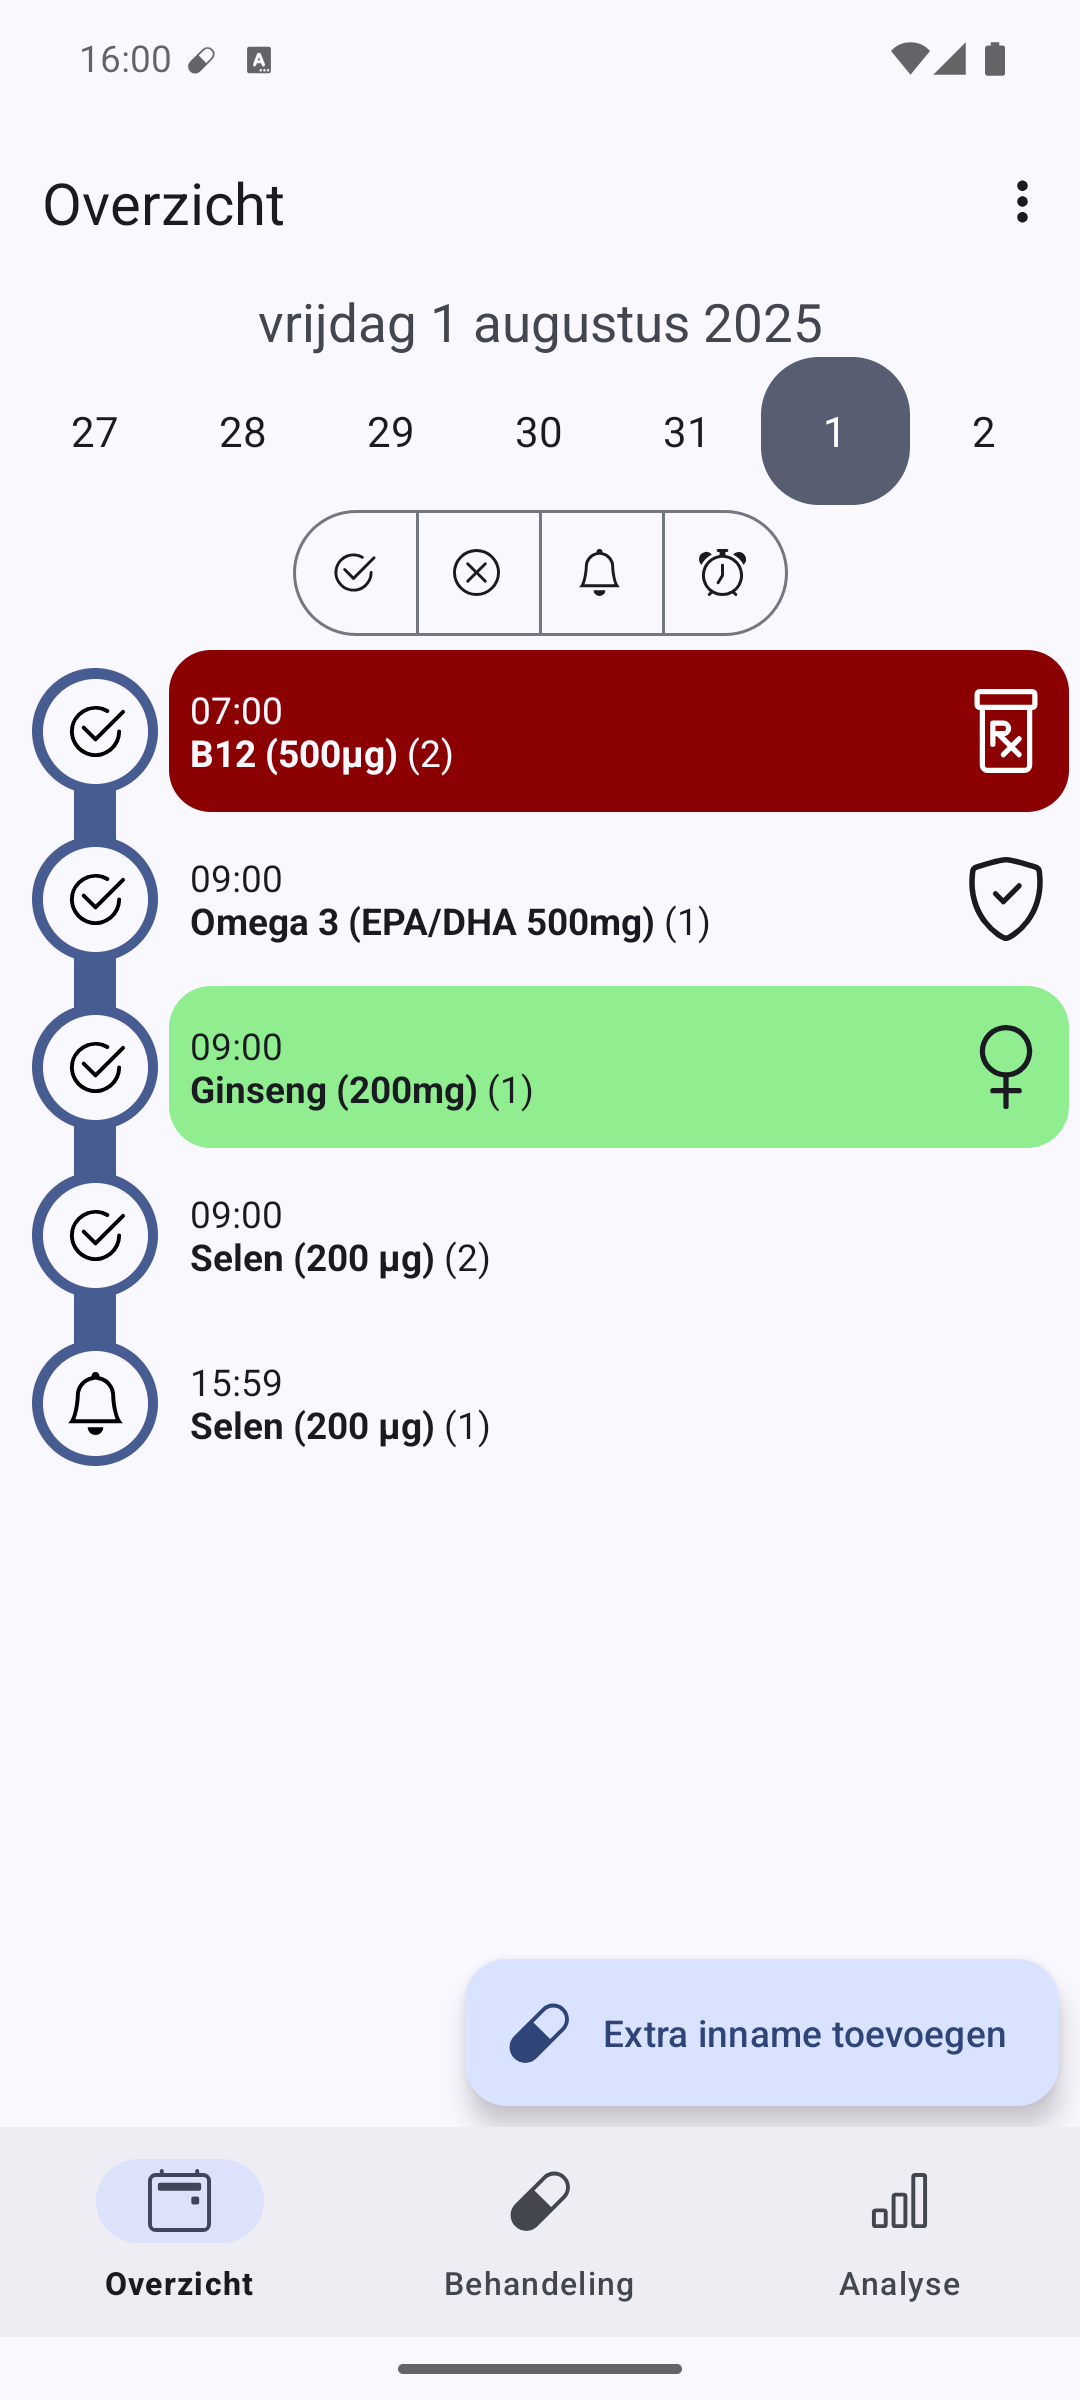 16:00
Overzicht
vrijdag 1 augustus 2025
27 28 29 30 31 1 2
07:00
B12 (500µg) (2)
09:00
Omega 3 (EPA/DHA 500mg) (1)
09:00
Ginseng (200mg) (1)
09:00
Selen (200 µg) (2)
15:59
Selen (200 µg) (1)
Extra inname toevoegen
Overzicht Behandeling Analyse